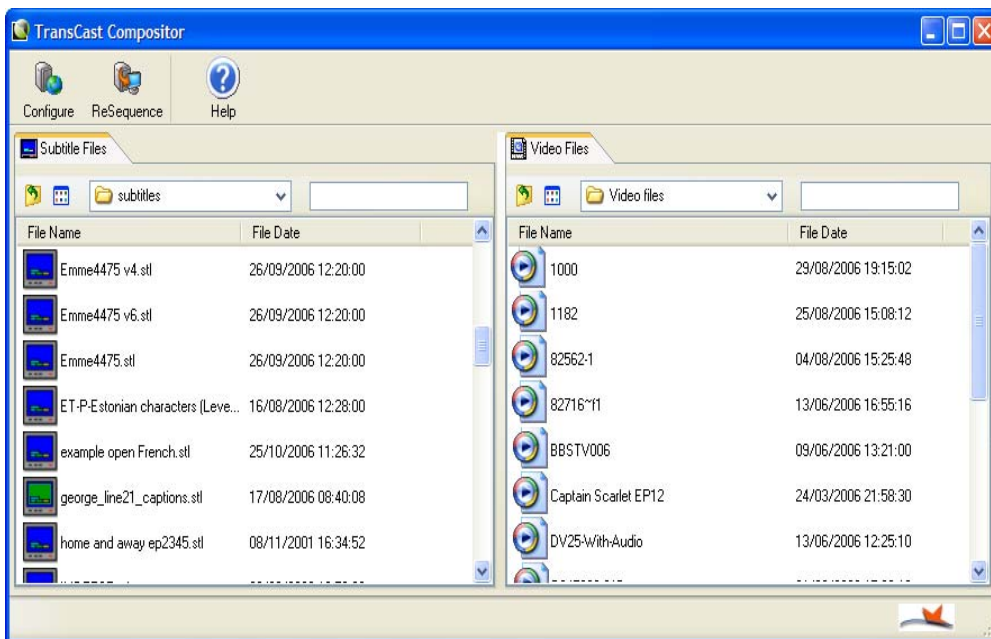 TransCast Compositor
Configure ReSequence Help
Subtitle Files
subtitles
File Name File Date
Emme4475 v4.stl 26/09/2006 12:20:00
Emme4475 v6.stl 26/09/2006 12:20:00
Emme4475.stl 26/09/2006 12:20:00
ET-P-Estonian characters (Leve... 16/08/2006 12:28:00
example open French.stl 25/10/2006 11:26:32
george_line21_captions.stl 17/08/2006 08:40:08
home and away ep2345.stl 08/11/2001 16:34:52
Video Files
Video files
File Name File Date
1000 29/08/2006 19:15:02
1182 25/08/2006 15:08:12
82562-1 04/08/2006 15:25:48
82716~f1 13/06/2006 16:55:16
BBSTV006 09/06/2006 13:21:00
Captain Scarlet EP12 24/03/2006 21:58:30
DV25-With-Audio 13/06/2006 12:25:10